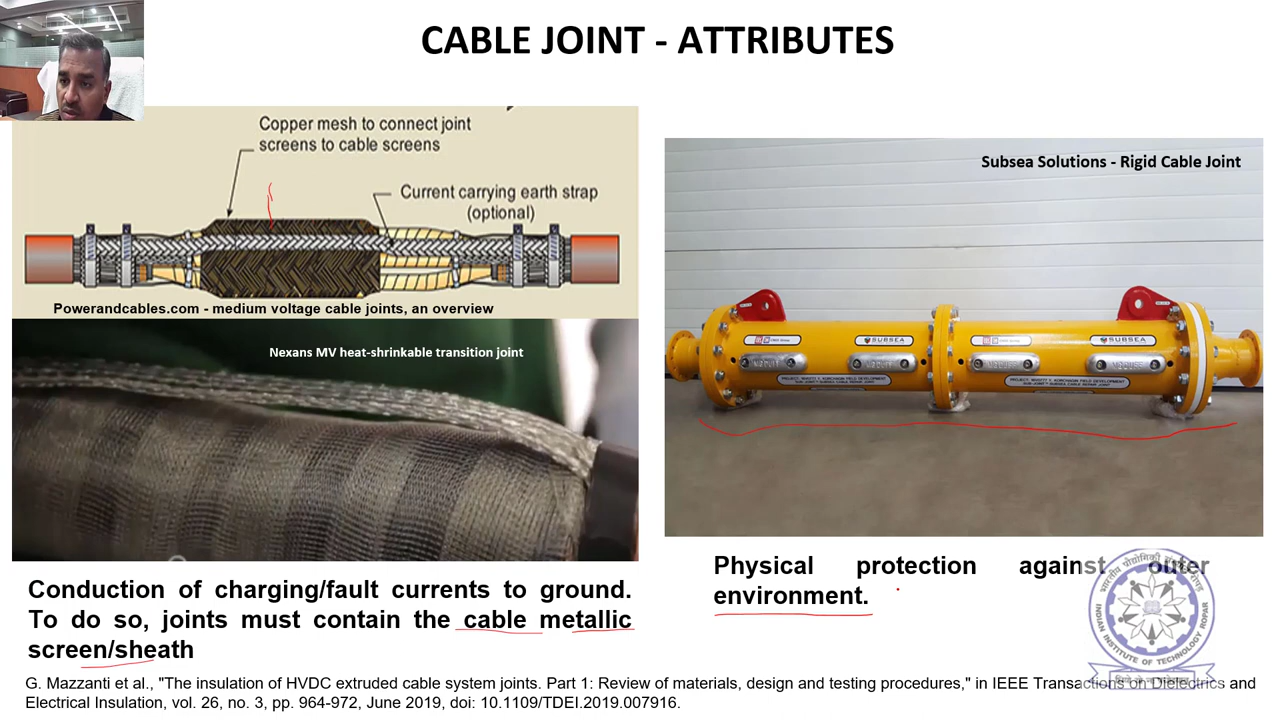 CABLE JOINT - ATTRIBUTES
Copper mesh to connect joint
screens to cable screens
Current carrying earth strap
(optional)
Powerandcables.com - medium voltage cable joints, an overview
Nexans MV heat-shrinkable transition joint
Subsea Solutions - Rigid Cable Joint
SUBSEA
SUBSEA
Conduction of charging/fault currents to ground.
To do so, joints must contain the cable metallic
screen/sheath
Physical protection against outer
environment.
INDIAN INSTITUTE OF TECHNOLOGY ROPAR
G. Mazzanti et al., "The insulation of HVDC extruded cable system joints. Part 1: Review of materials, design and testing procedures," in IEEE Transactions on Dielectrics and
Electrical Insulation, vol. 26, no. 3, pp. 964-972, June 2019, doi: 10.1109/TDEI.2019.007916.